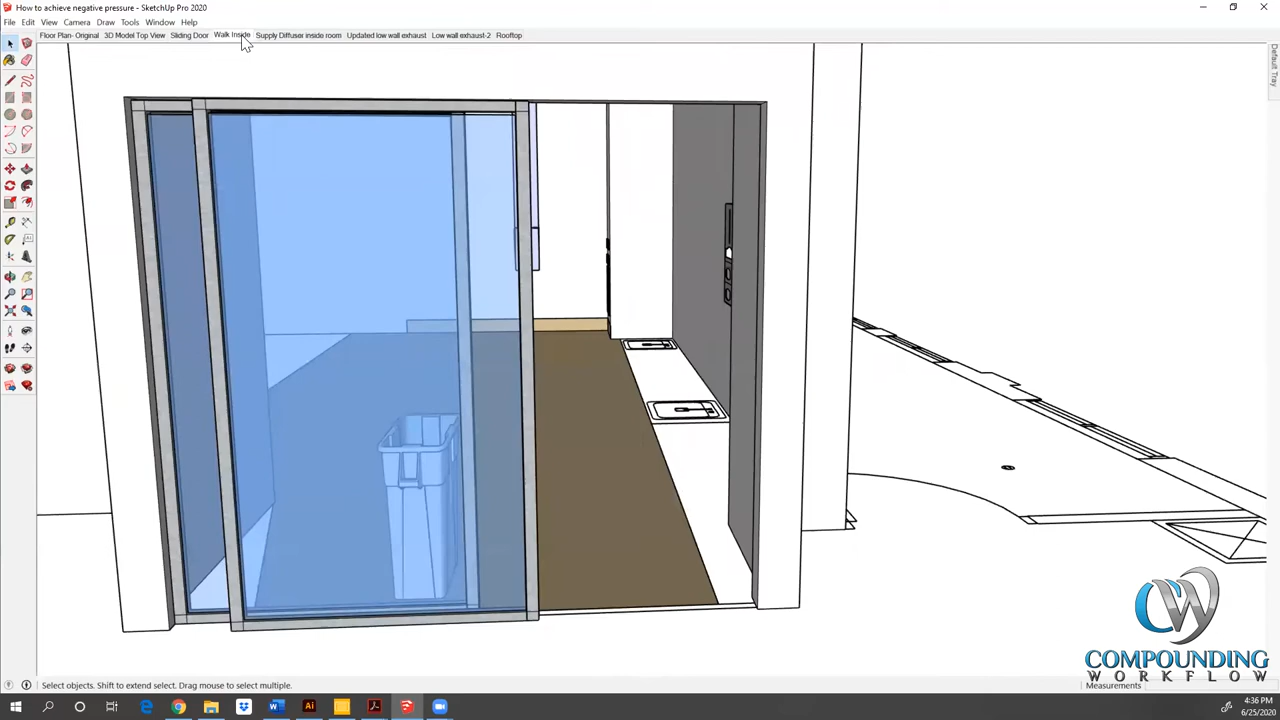 How to achieve negative pressure - SketchUp Pro 2020
File Edit View Camera Draw Tools Window Help
Floor Plan- Original 3D Model Top View Sliding Door Walk Inside Supply Diffuser inside room Updated low wall exhaust Low wall exhaust-2 Rooftop
Default Tray
CW
COMPOUNDING
WORKFLOW
Select objects. Shift to extend select. Drag mouse to select multiple.
Measurements
4:36 PM
6/25/2020